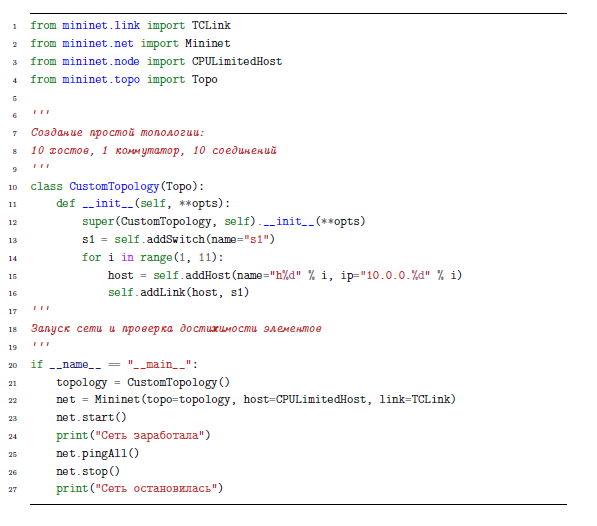 1 from mininet.link import TCLink
2 from mininet.net import Mininet
3 from mininet.node import CPULimitedHost
4 from mininet.topo import Topo
5
6 '''
7 Создание простой топологии:
8 10 хостов, 1 коммутатор, 10 соединений
9 '''
10 class CustomTopology(Topo):
11     def __init__(self, **opts):
12         super(CustomTopology, self).__init__(**opts)
13         s1 = self.addSwitch(name="s1")
14         for i in range(1, 11):
15             host = self.addHost(name="h%d" % i, ip="10.0.0.%d" % i)
16             self.addLink(host, s1)
17 '''
18 Запуск сети и проверка достижимости элементов
19 '''
20 if __name__ == "__main__":
21     topology = CustomTopology()
22     net = Mininet(topo=topology, host=CPULimitedHost, link=TCLink)
23     net.start()
24     print("Сеть заработала")
25     net.pingAll()
26     net.stop()
27     print("Сеть остановилась")